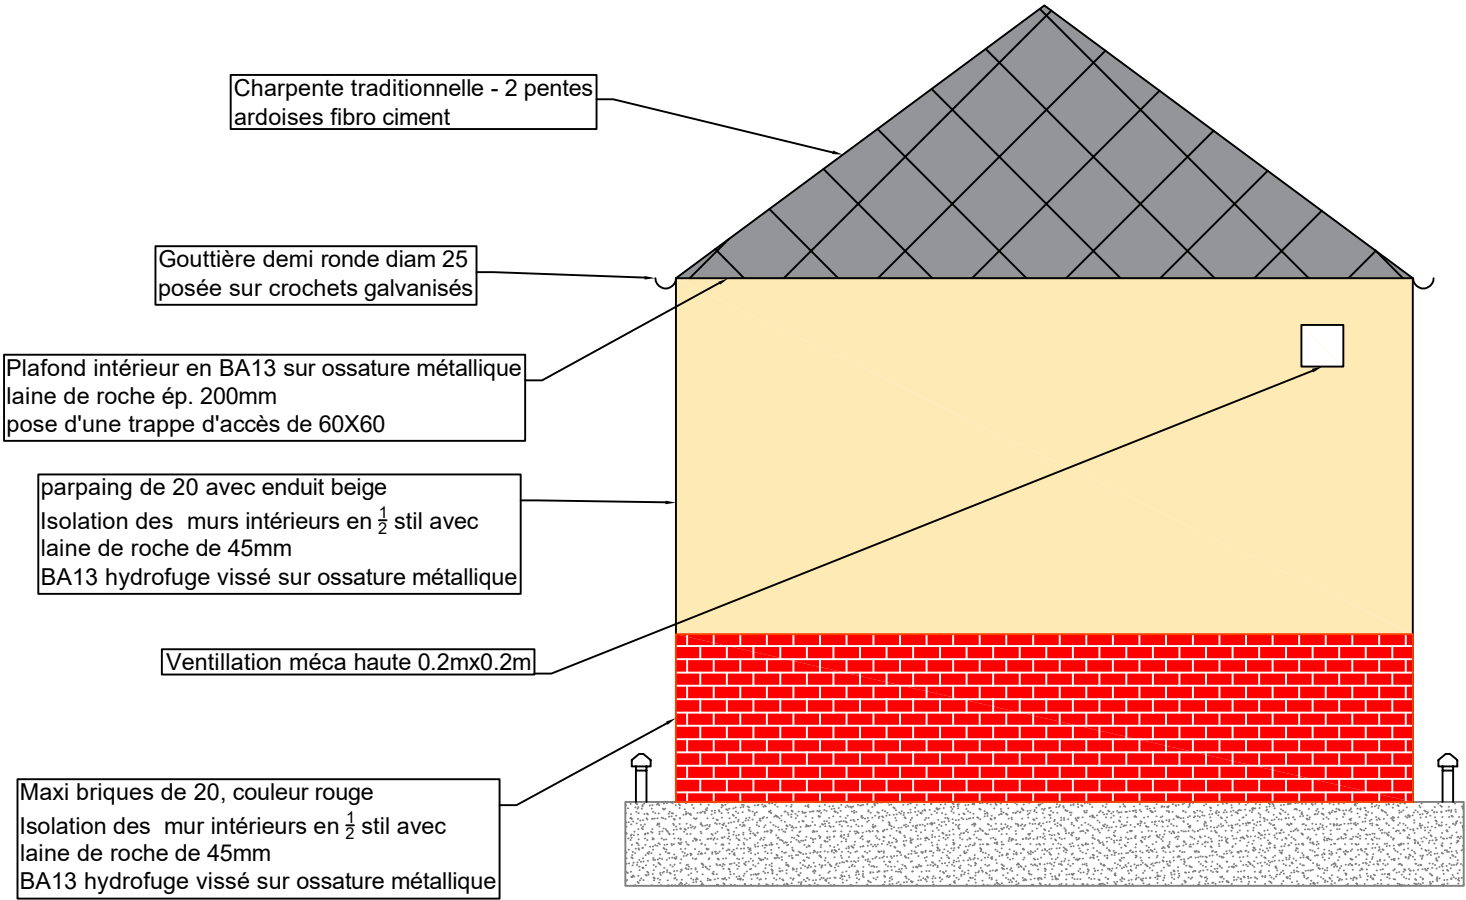 Charpente traditionnelle - 2 pentes
ardoises fibro ciment
Gouttière demi ronde diam 25
posée sur crochets galvanisés
Plafond intérieur en BA13 sur ossature métallique
laine de roche ép. 200mm
pose d'une trappe d'accès de 60X60
parpaing de 20 avec enduit beige
Isolation des  murs intérieurs en 1/2 stil avec
laine de roche de 45mm
BA13 hydrofuge vissé sur ossature métallique
Ventillation méca haute 0.2mx0.2m
Maxi briques de 20, couleur rouge
Isolation des  mur intérieurs en 1/2 stil avec
laine de roche de 45mm
BA13 hydrofuge vissé sur ossature métallique